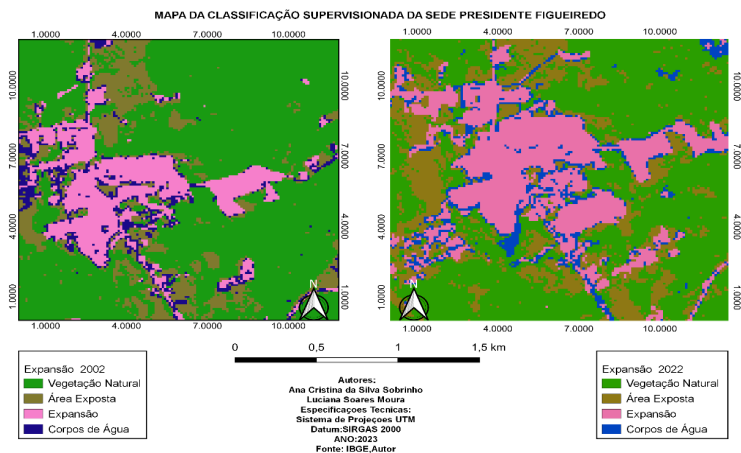 MAPA DA CLASSIFICAÇÃO SUPERVISIONADA DA SEDE PRESIDENTE FIGUEIREDO
1.0000 4.0000 7.0000 10.0000
1.0000 4.0000 7.0000 10.0000
10.0000
7.0000
4.0000
1.0000
10.0000
7.0000
4.0000
1.0000
10.0000
7.0000
4.0000
1.0000
10.0000
7.0000
4.0000
1.0000
N
N
1.0000 4.0000 7.0000 10.0000
1.0000 4.0000 7.0000 10.0000
0 0,5 1 1,5 km
Expansão 2002
Vegetação Natural
Área Exposta
Expansão
Corpos de Água
Autores:
Ana Cristina da Silva Sobrinho
Luciana Soares Moura
Especificaçoes Tecnicas:
Sistema de Projeçoes UTM
Datum:SIRGAS 2000
ANO:2023
Fonte: IBGE,Autor
Expansão 2022
Vegetação Natural
Área Exposta
Expansão
Corpos de Água